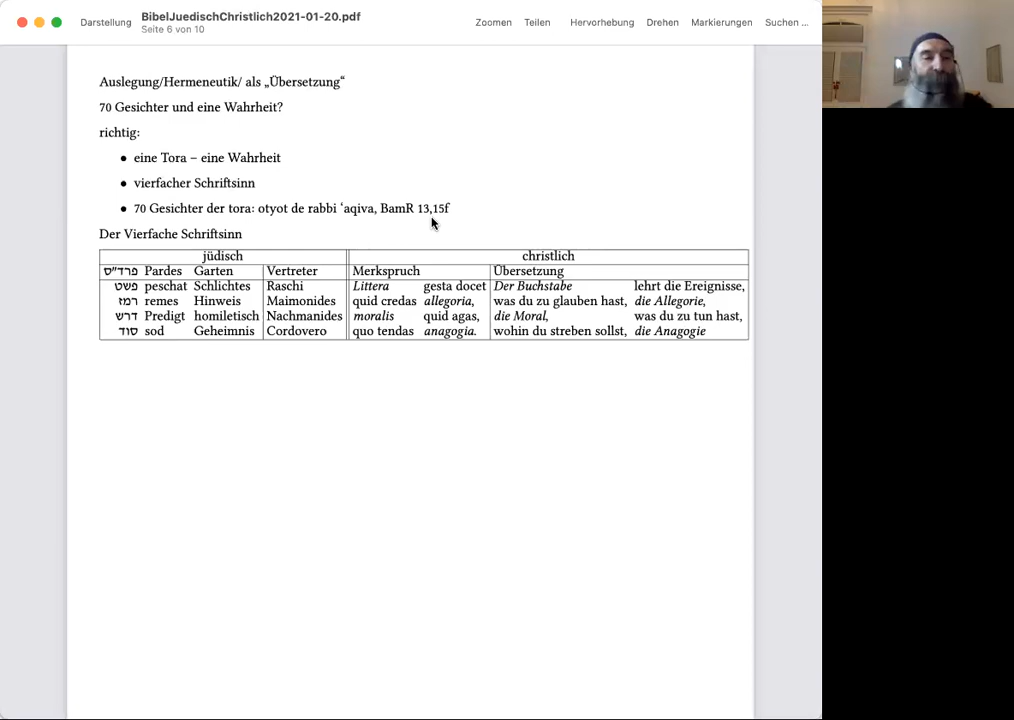 Darstellung BibelJuedischChristlich2021-01-20.pdf Zoomen Teilen Hervorhebung Drehen Markierungen Suchen ...
Seite 6 von 10
Auslegung/Hermeneutik/ als „Übersetzung“
70 Gesichter und eine Wahrheit?
richtig:
• eine Tora – eine Wahrheit
• vierfacher Schriftsinn
• 70 Gesichter der tora: otyot de rabbi ʻaqiva, BamR 13,15f
Der Vierfache Schriftsinn
jüdisch christlich
פרד״ס Pardes Garten Vertreter Merkspruch Übersetzung
פשט peschat Schlichtes Raschi Littera gesta docet Der Buchstabe lehrt die Ereignisse,
רמז remes Hinweis Maimonides quid credas allegoria, was du zu glauben hast, die Allegorie,
דרש Predigt homiletisch Nachmanides moralis quid agas, die Moral, was du zu tun hast,
סוד sod Geheimnis Cordovero quo tendas anagogia. wohin du streben sollst, die Anagogie